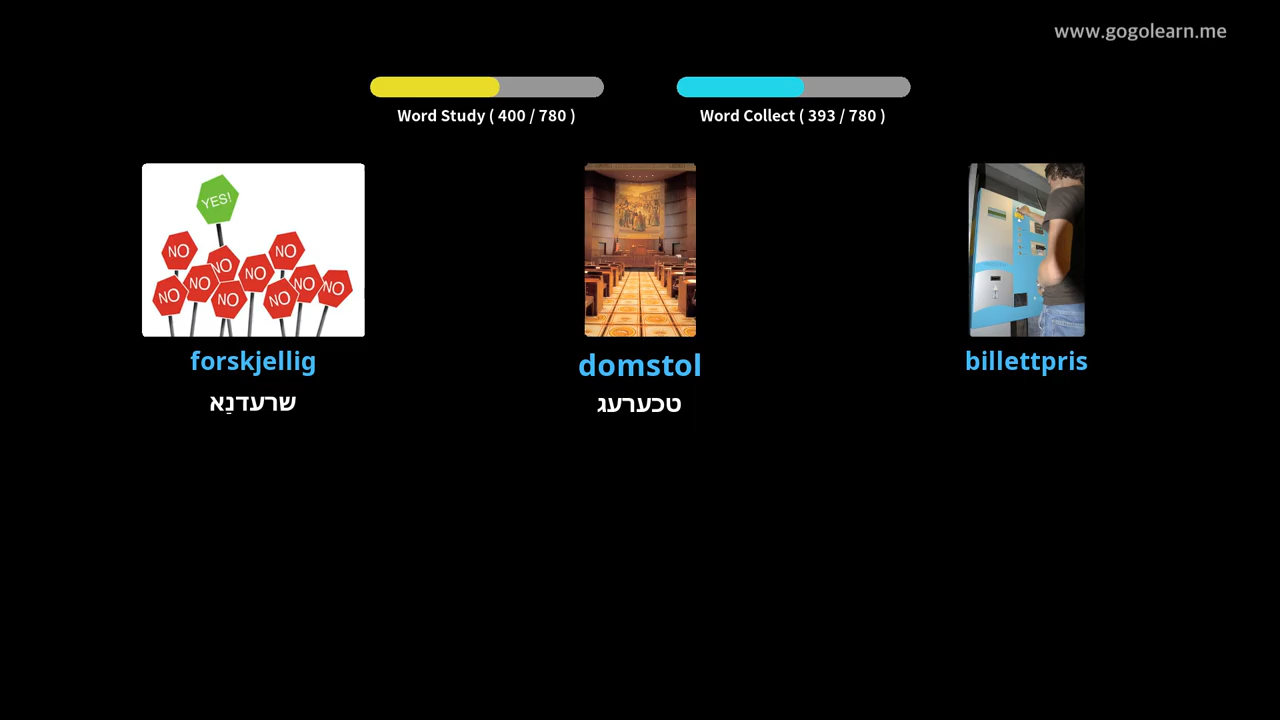 www.gogolearn.me
Word Study ( 400 / 780 )
Word Collect ( 393 / 780 )
YES!
NO
NO
NO
NO
NO
NO
NO
NO
NO
NO
forskjellig
domstol
billettpris
שרעדנַא
טכערעג